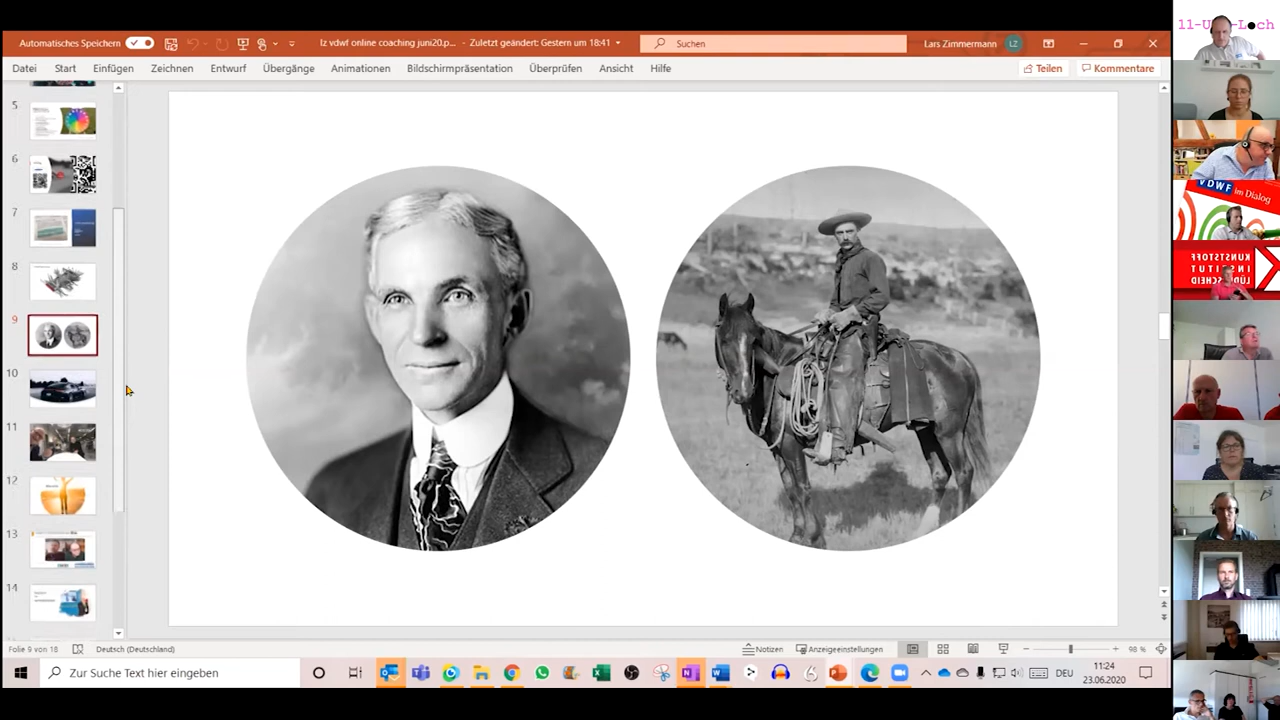 Automatisches Speichern
lz vdwf online coaching juni20.p... - Zuletzt geändert: Gestern um 18:41
Suchen
Lars Zimmermann
LZ
Datei Start Einfügen Zeichnen Entwurf Übergänge Animationen Bildschirmpräsentation Überprüfen Ansicht Hilfe
Teilen Kommentare
5
6
7
8
9
10
11
12
13
14
VDWF im Dialog
KUNSTSTOFF
INSTITUT
LÜDENSCHEID
Folie 9 von 18 Deutsch (Deutschland)
Notizen Anzeigeeinstellungen
98 %
Zur Suche Text hier eingeben
DEU
11:24
23.06.2020